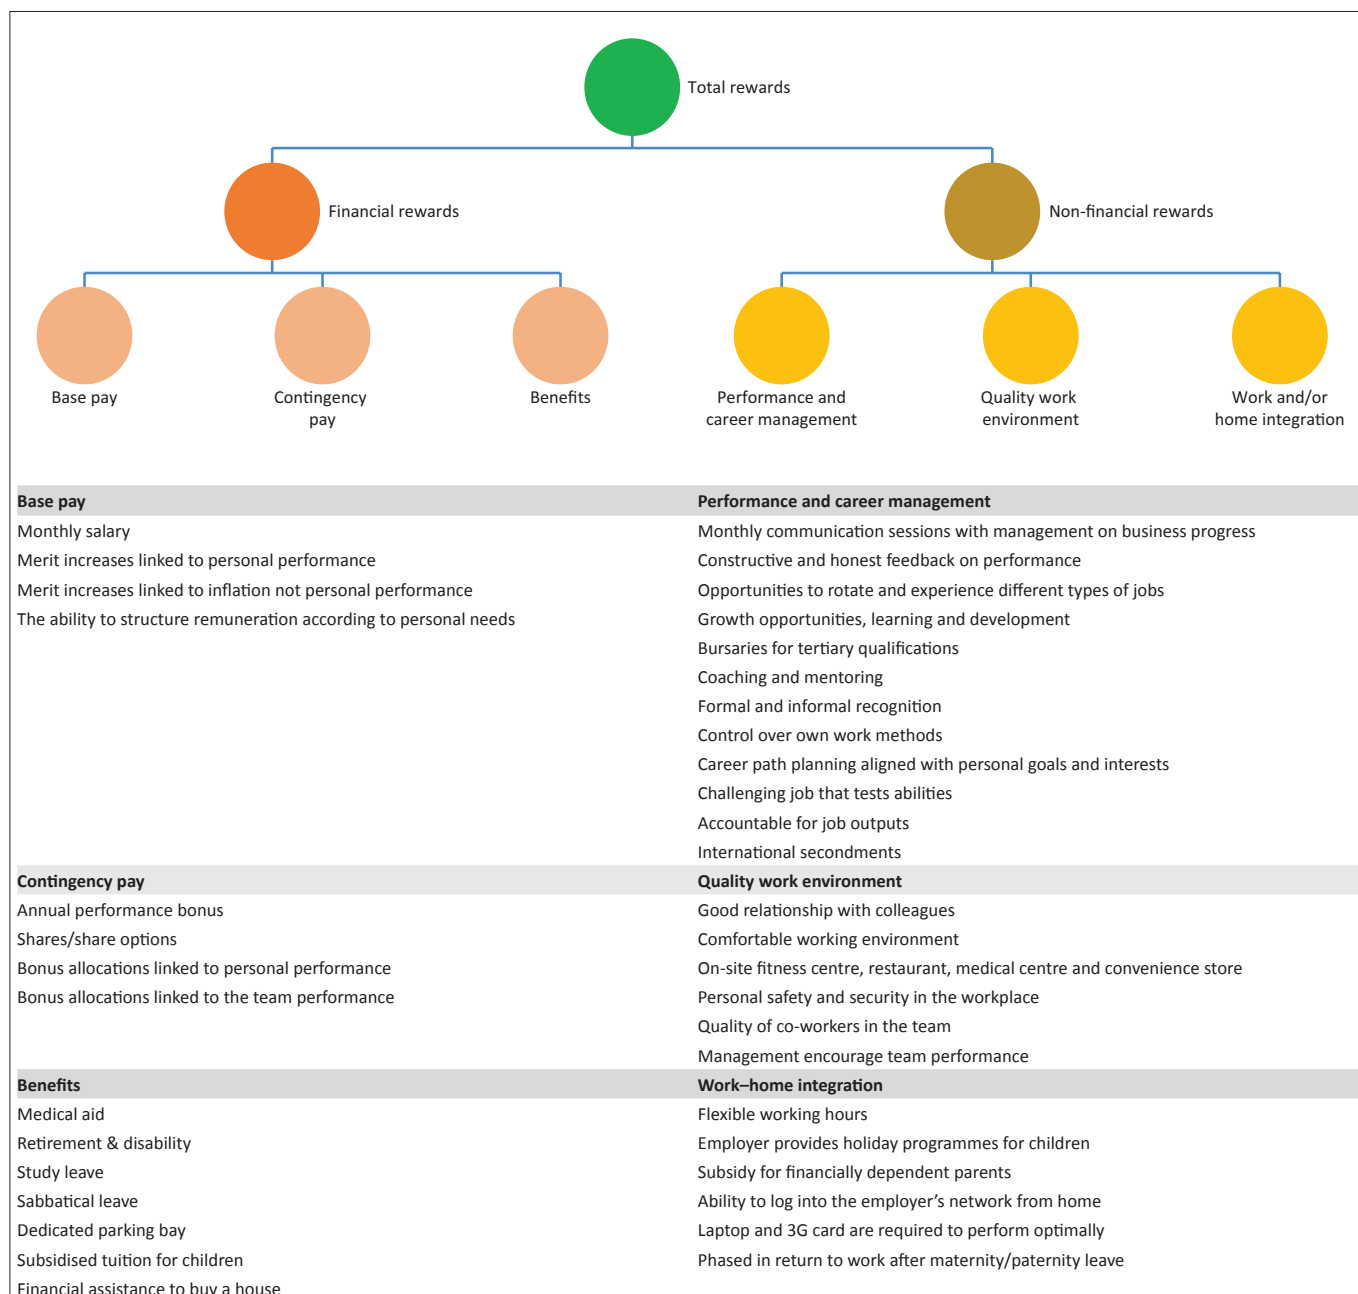 Total rewards
Financial rewards
Non-financial rewards
Base pay
Contingency
pay
Benefits
Performance and
career management
Quality work
environment
Work and/or
home integration
Base pay
Monthly salary
Merit increases linked to personal performance
Merit increases linked to inflation not personal performance
The ability to structure remuneration according to personal needs
Performance and career management
Monthly communication sessions with management on business progress
Constructive and honest feedback on performance
Opportunities to rotate and experience different types of jobs
Growth opportunities, learning and development
Bursaries for tertiary qualifications
Coaching and mentoring
Formal and informal recognition
Control over own work methods
Career path planning aligned with personal goals and interests
Challenging job that tests abilities
Accountable for job outputs
International secondments
Contingency pay
Annual performance bonus
Shares/share options
Bonus allocations linked to personal performance
Bonus allocations linked to the team performance
Quality work environment
Good relationship with colleagues
Comfortable working environment
On-site fitness centre, restaurant, medical centre and convenience store
Personal safety and security in the workplace
Quality of co-workers in the team
Management encourage team performance
Benefits
Medical aid
Retirement & disability
Study leave
Sabbatical leave
Dedicated parking bay
Subsidised tuition for children
Financial assistance to buy a house
Work–home integration
Flexible working hours
Employer provides holiday programmes for children
Subsidy for financially dependent parents
Ability to log into the employer's network from home
Laptop and 3G card are required to perform optimally
Phased in return to work after maternity/paternity leave